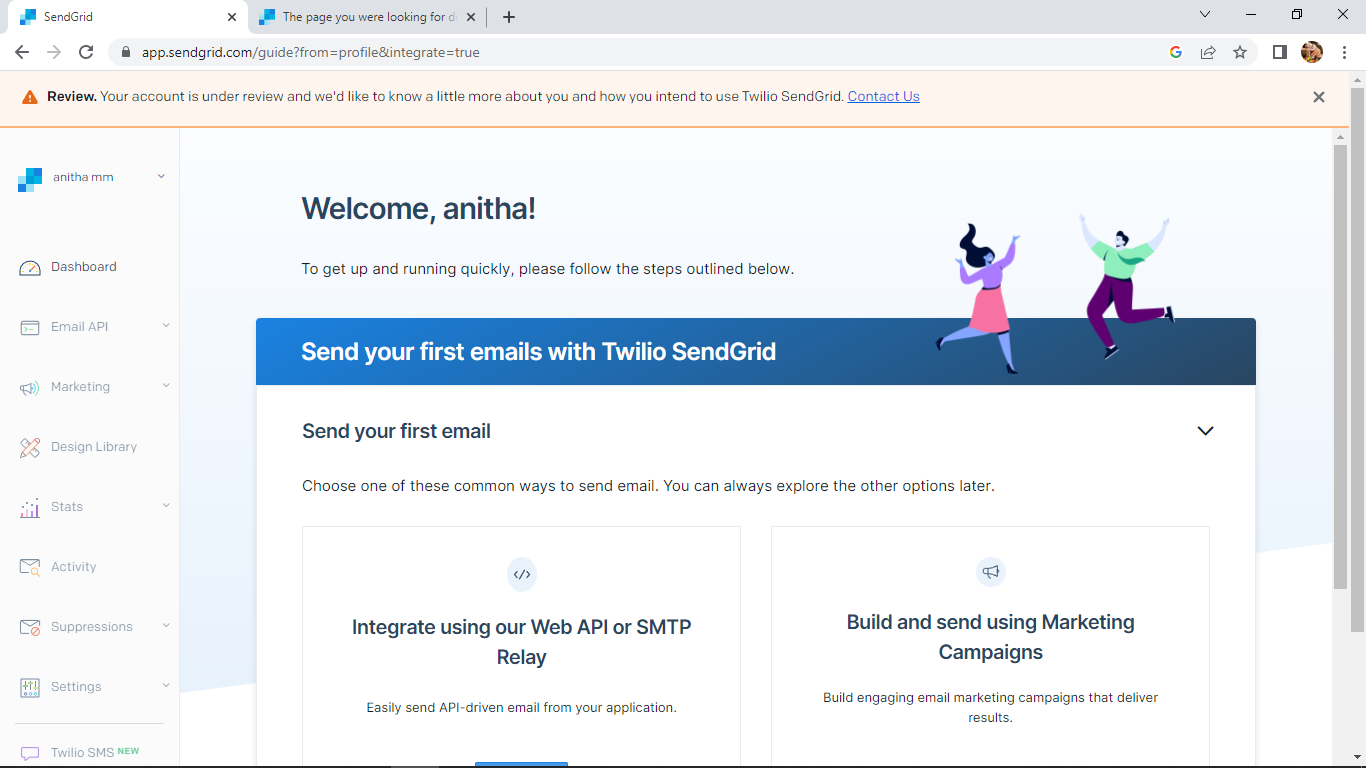 SendGrid
The page you were looking for d
app.sendgrid.com/guide?from=profile&integrate=true
Review. Your account is under review and we'd like to know a little more about you and how you intend to use Twilio SendGrid. Contact Us
anitha mm
Dashboard
Email API
Marketing
Design Library
Stats
Activity
Suppressions
Settings
Twilio SMS NEW
Welcome, anitha!
To get up and running quickly, please follow the steps outlined below.
Send your first emails with Twilio SendGrid
Send your first email
Choose one of these common ways to send email. You can always explore the other options later.
Integrate using our Web API or SMTP
Relay
Easily send API-driven email from your application.
Build and send using Marketing
Campaigns
Build engaging email marketing campaigns that deliver
results.